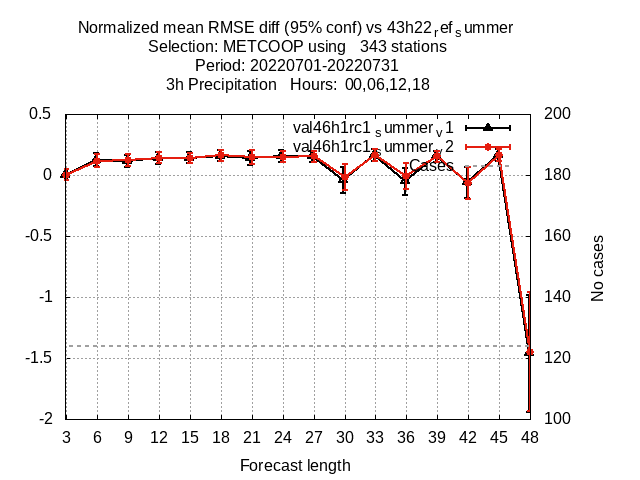 Normalized mean RMSE diff (95% conf) vs 43h22refsummer
Selection: METCOOP using 343 stations
Period: 20220701-20220731
3h Precipitation Hours: 00,06,12,18
val46h1rc1summerv1
val46h1rc1summerv2
Cases
0.5
0
-0.5
-1
-1.5
-2
200
180
160
140
120
100
No cases
3 6 9 12 15 18 21 24 27 30 33 36 39 42 45 48
Forecast length